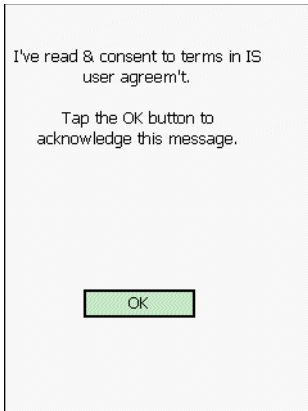 I've read & consent to terms in IS
user agreem't.
Tap the OK button to
acknowledge this message.
OK